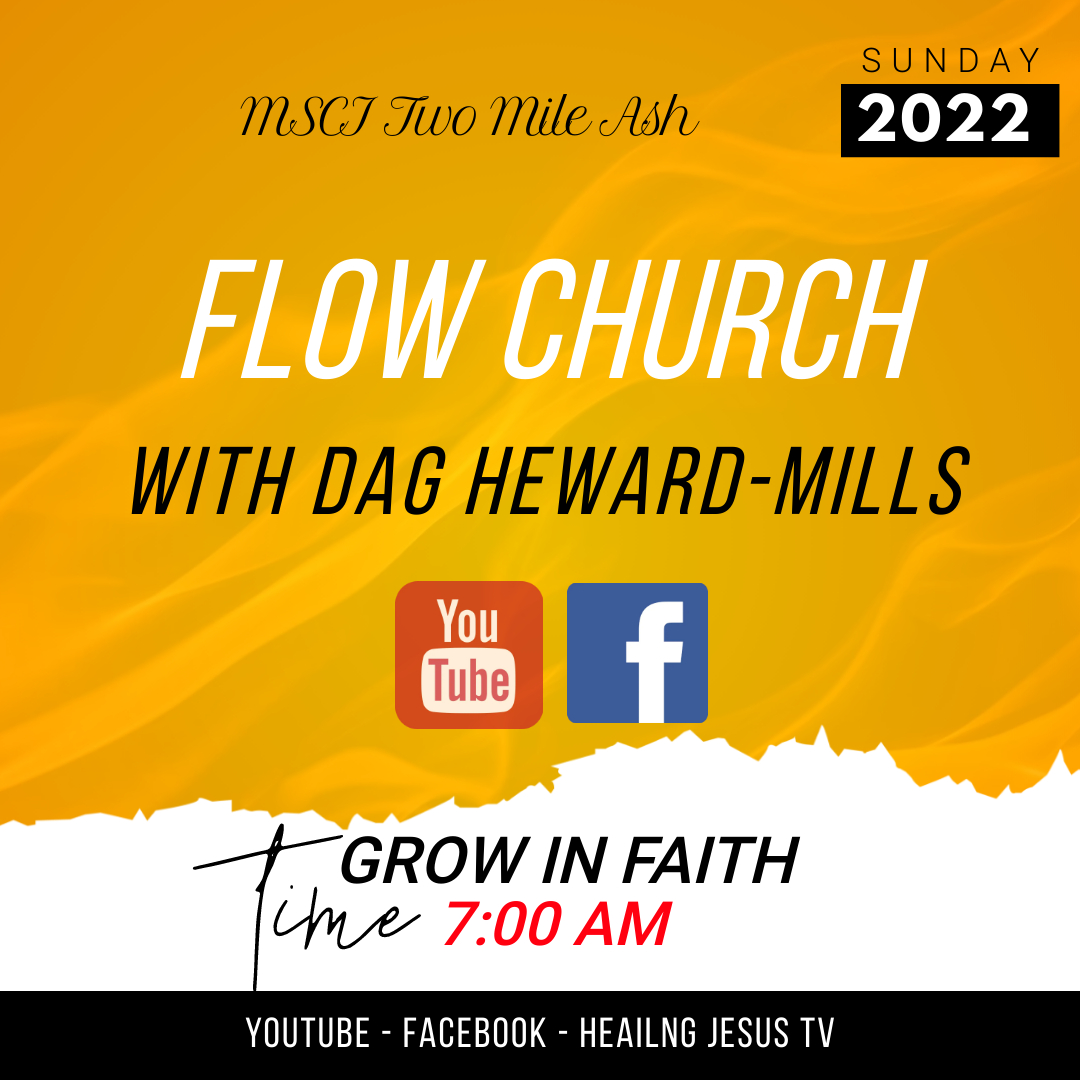 SUNDAY
2022
MSCI Two Mile Ash
FLOW CHURCH
WITH DAG HEWARD-MILLS
You
Tube
f
GROW IN FAITH
Time 7:00 AM
YOUTUBE - FACEBOOK - HEAILNG JESUS TV